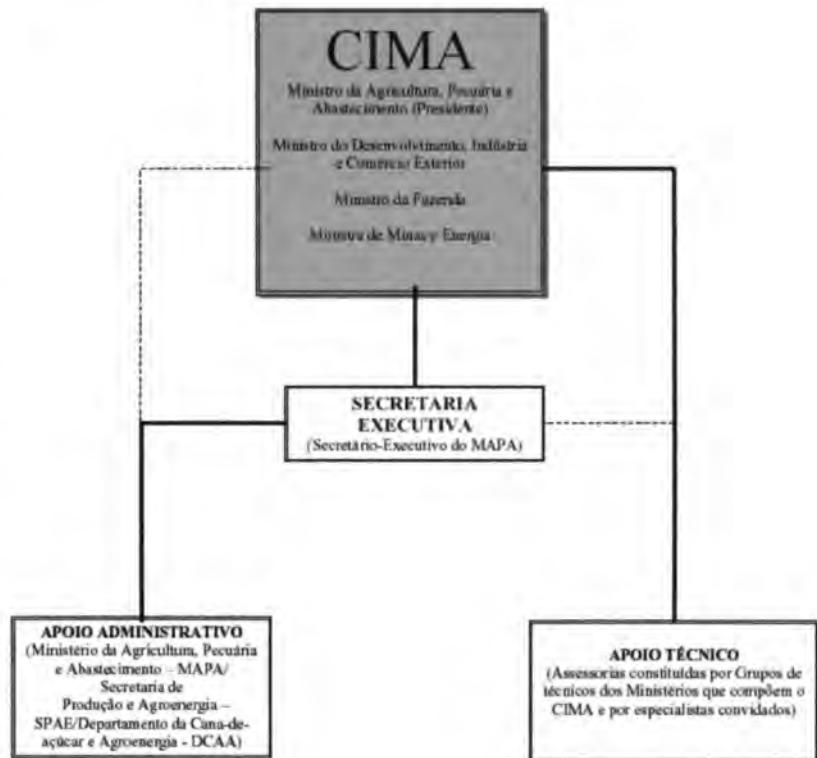 CIMA
Ministro da Agricultura, Pecuária e
Abastecimento (Presidente)
Ministro do Desenvolvimento, Indústria
e Comércio Exterior
Ministro da Fazenda
Ministra de Minas e Energia
SECRETARIA
EXECUTIVA
(Secretário-Executivo do MAPA)
APOIO ADMINISTRATIVO
(Ministério da Agricultura, Pecuária
e Abastecimento – MAPA/
Secretaria de
Produção e Agroenergia –
SPAE/Departamento da Cana-de-
açúcar e Agroenergia - DCAA)
APOIO TÉCNICO
(Assessorias constituídas por Grupos de
técnicos dos Ministérios que compõem o
CIMA e por especialistas convidados)